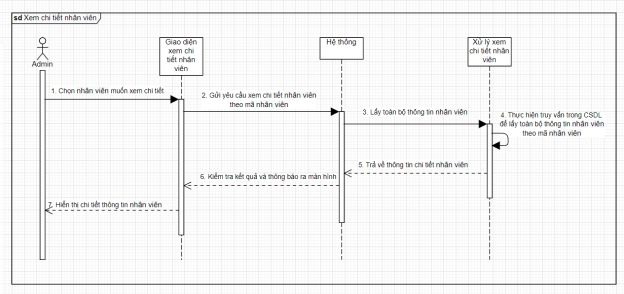 sd Xem chi tiết nhân viên
Giao diện
xem chi
tiết nhân
viên
Hệ thống
Xử lý xem
chi tiết nhân
viên
Admin
1. Chọn nhân viên muốn xem chi tiết
2. Gửi yêu cầu xem chi tiết nhân viên
theo mã nhân viên
3. Lấy toàn bộ thông tin nhân viên
4. Thực hiện truy vấn trong CSDL
để lấy toàn bộ thông tin nhân viên
theo mã nhân viên
5. Trả về thông tin chi tiết nhân viên
6. Kiểm tra kết quả và thông báo ra màn hình
7. Hiển thị chi tiết thông tin nhân viên